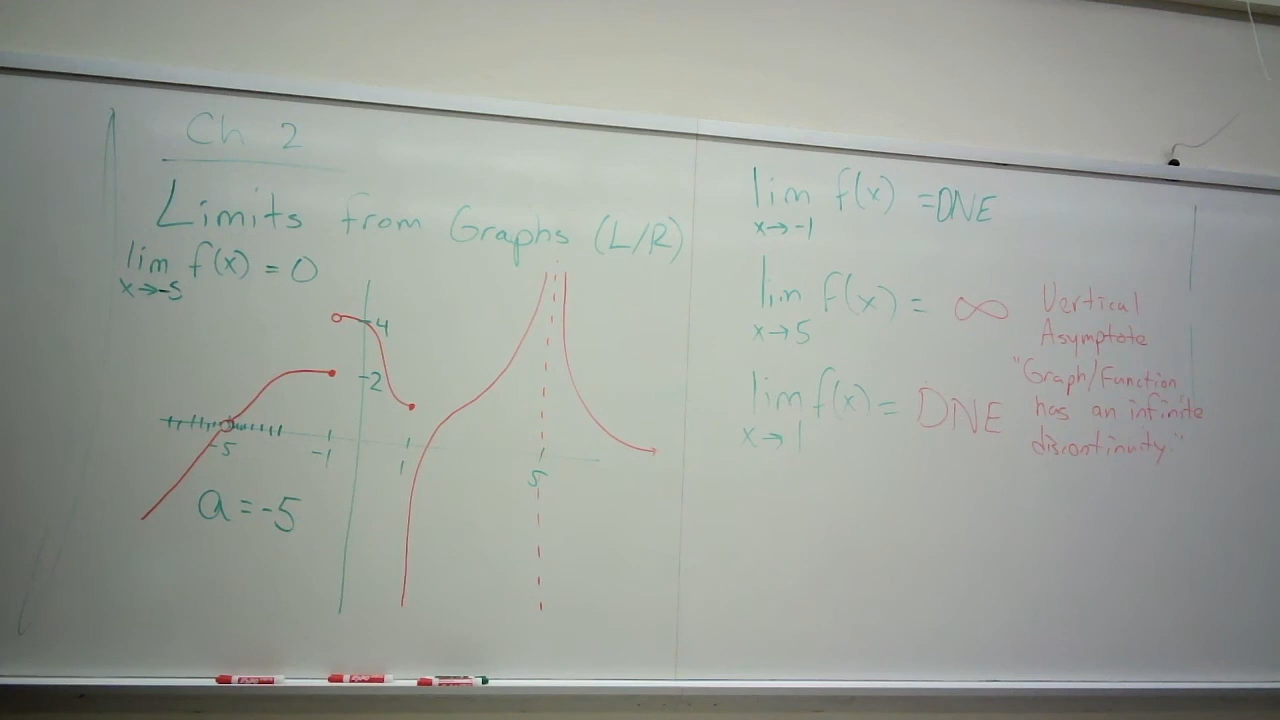 Ch 2
Limits from Graphs (L/R)
lim f(x) = 0
x→-5
4
2
-5
-1
1
5
a = -5
lim f(x) = DNE
x→-1
lim f(x) = ∞
x→5
Vertical
Asymptote
"Graph/Function
has an infinite
discontinuity."
lim f(x) = DNE
x→1